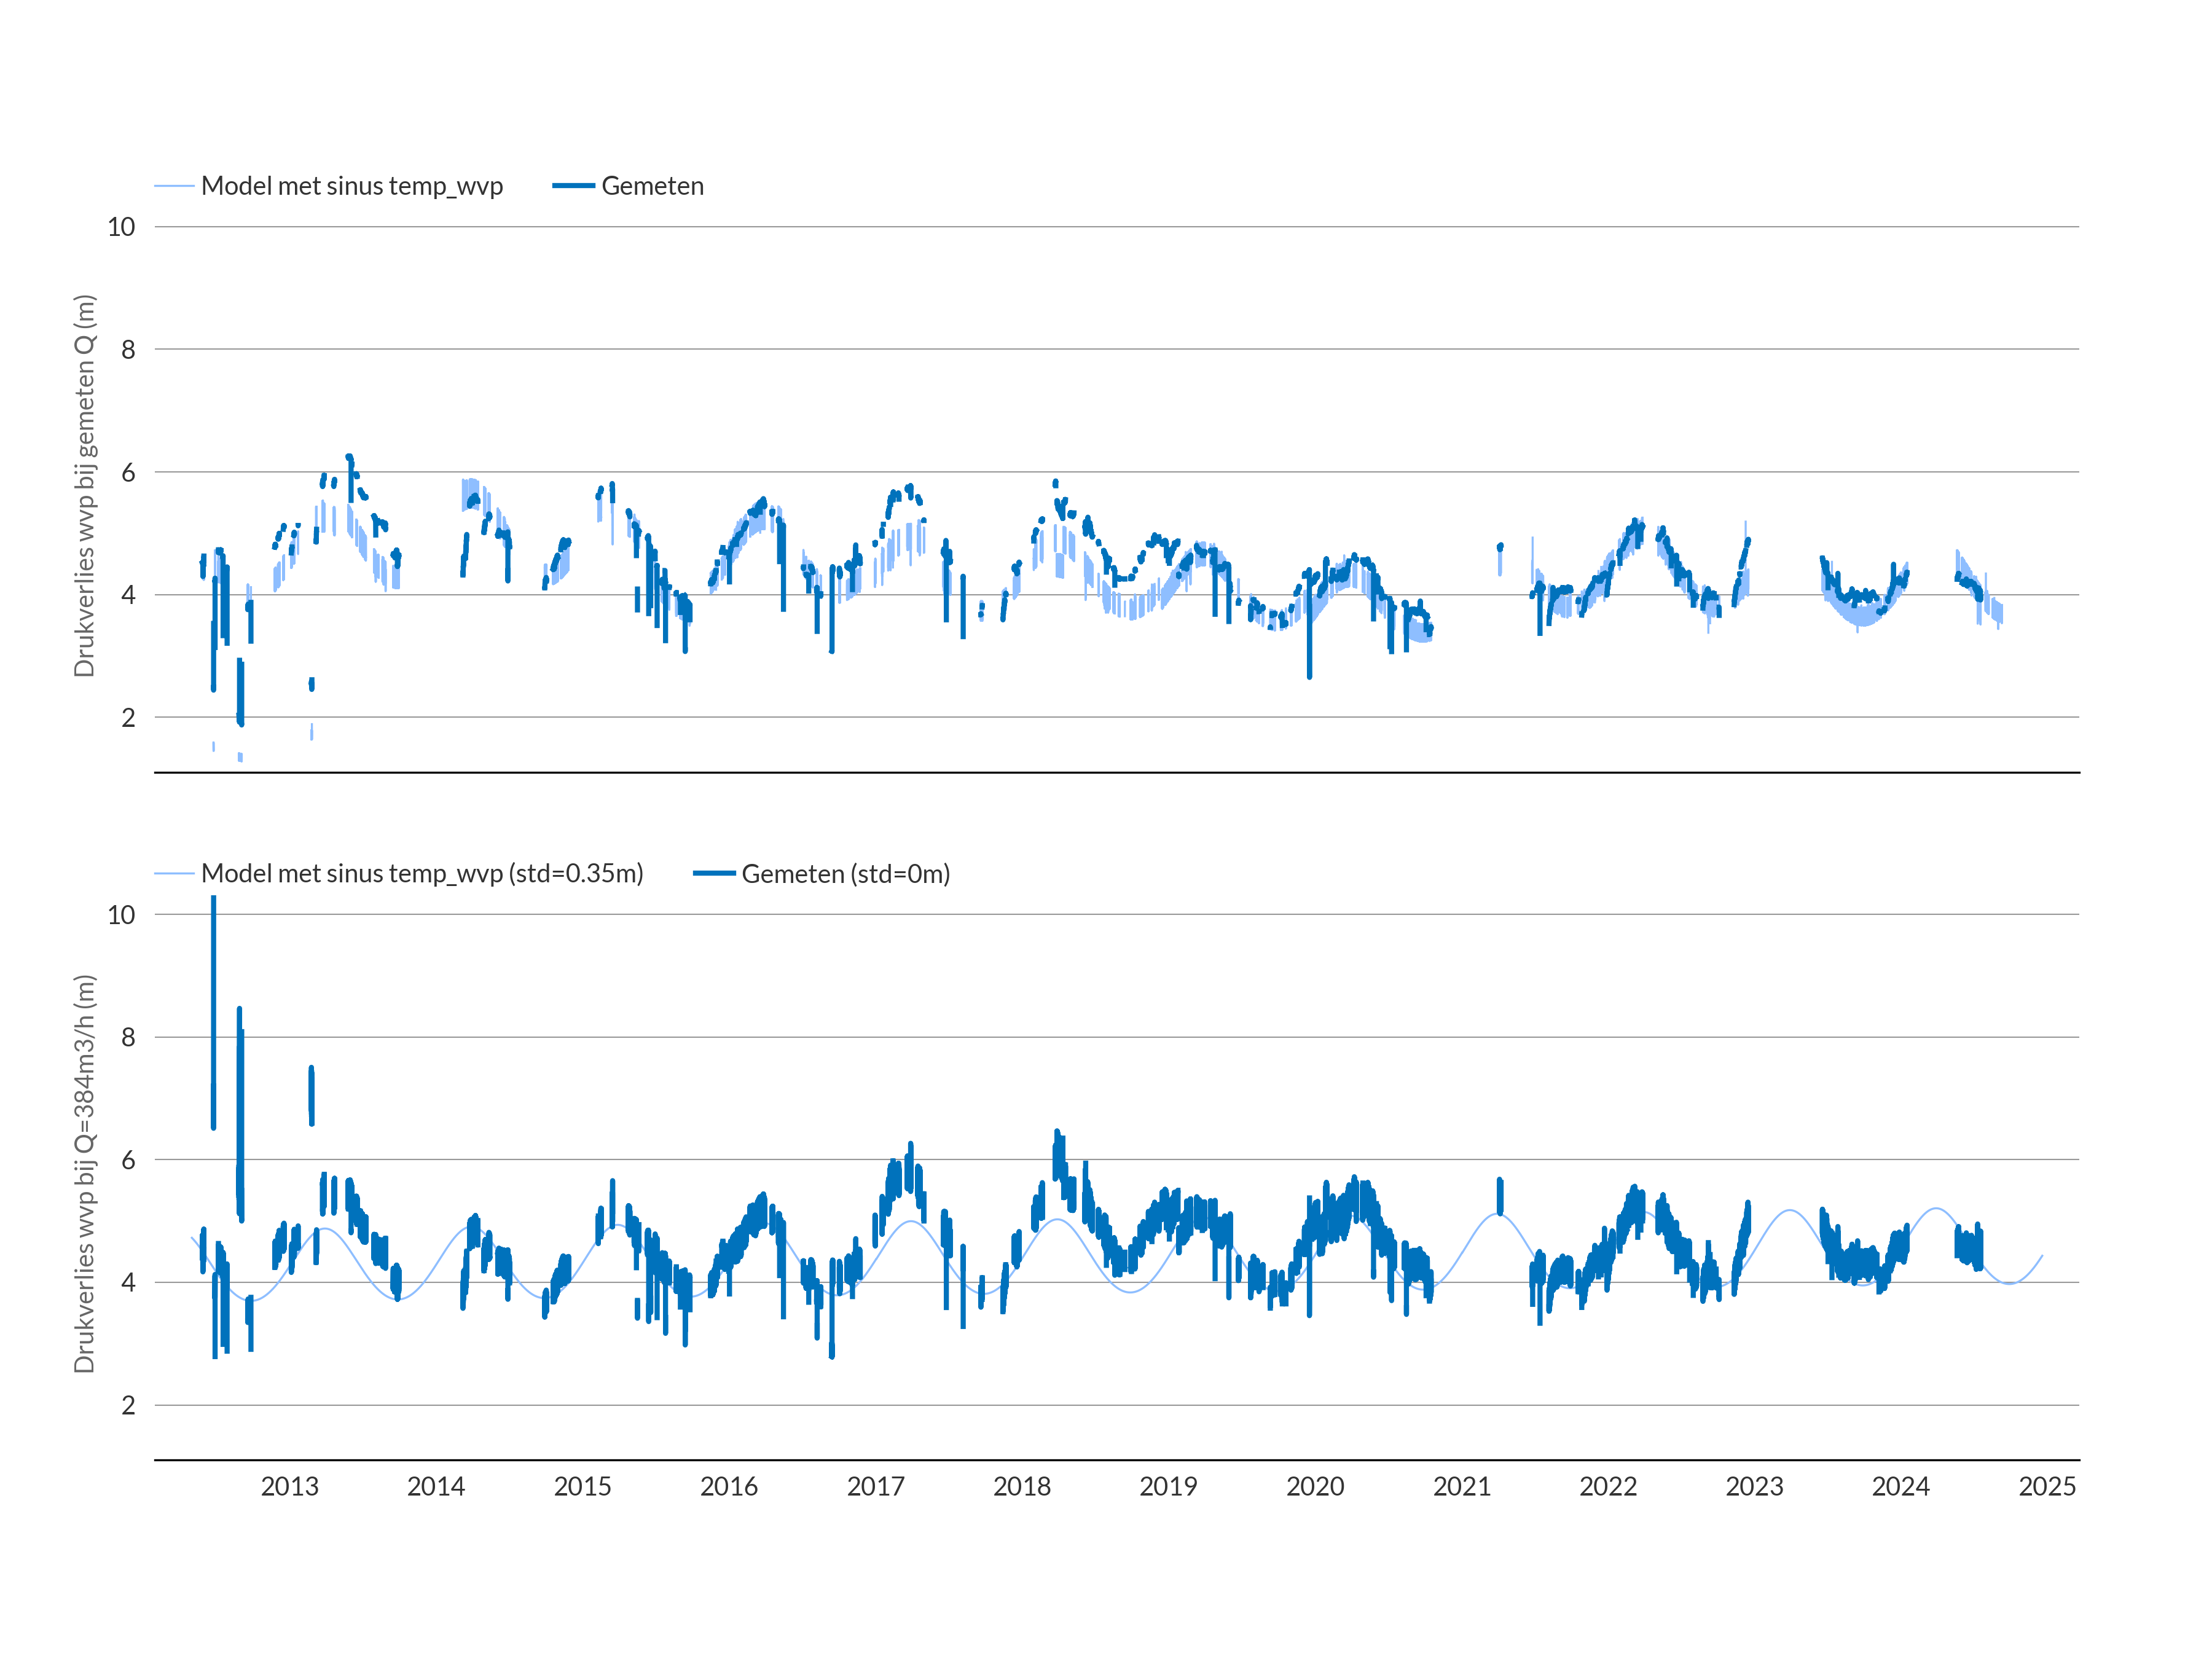 Model met sinus temp_wvp Gemeten
10
8
6
4
2
Drukverlies wvp bij gemeten Q (m)
Model met sinus temp_wvp (std=0.35m) Gemeten (std=0m)
10
8
6
4
2
Drukverlies wvp bij Q=384m3/h (m)
2013 2014 2015 2016 2017 2018 2019 2020 2021 2022 2023 2024 2025